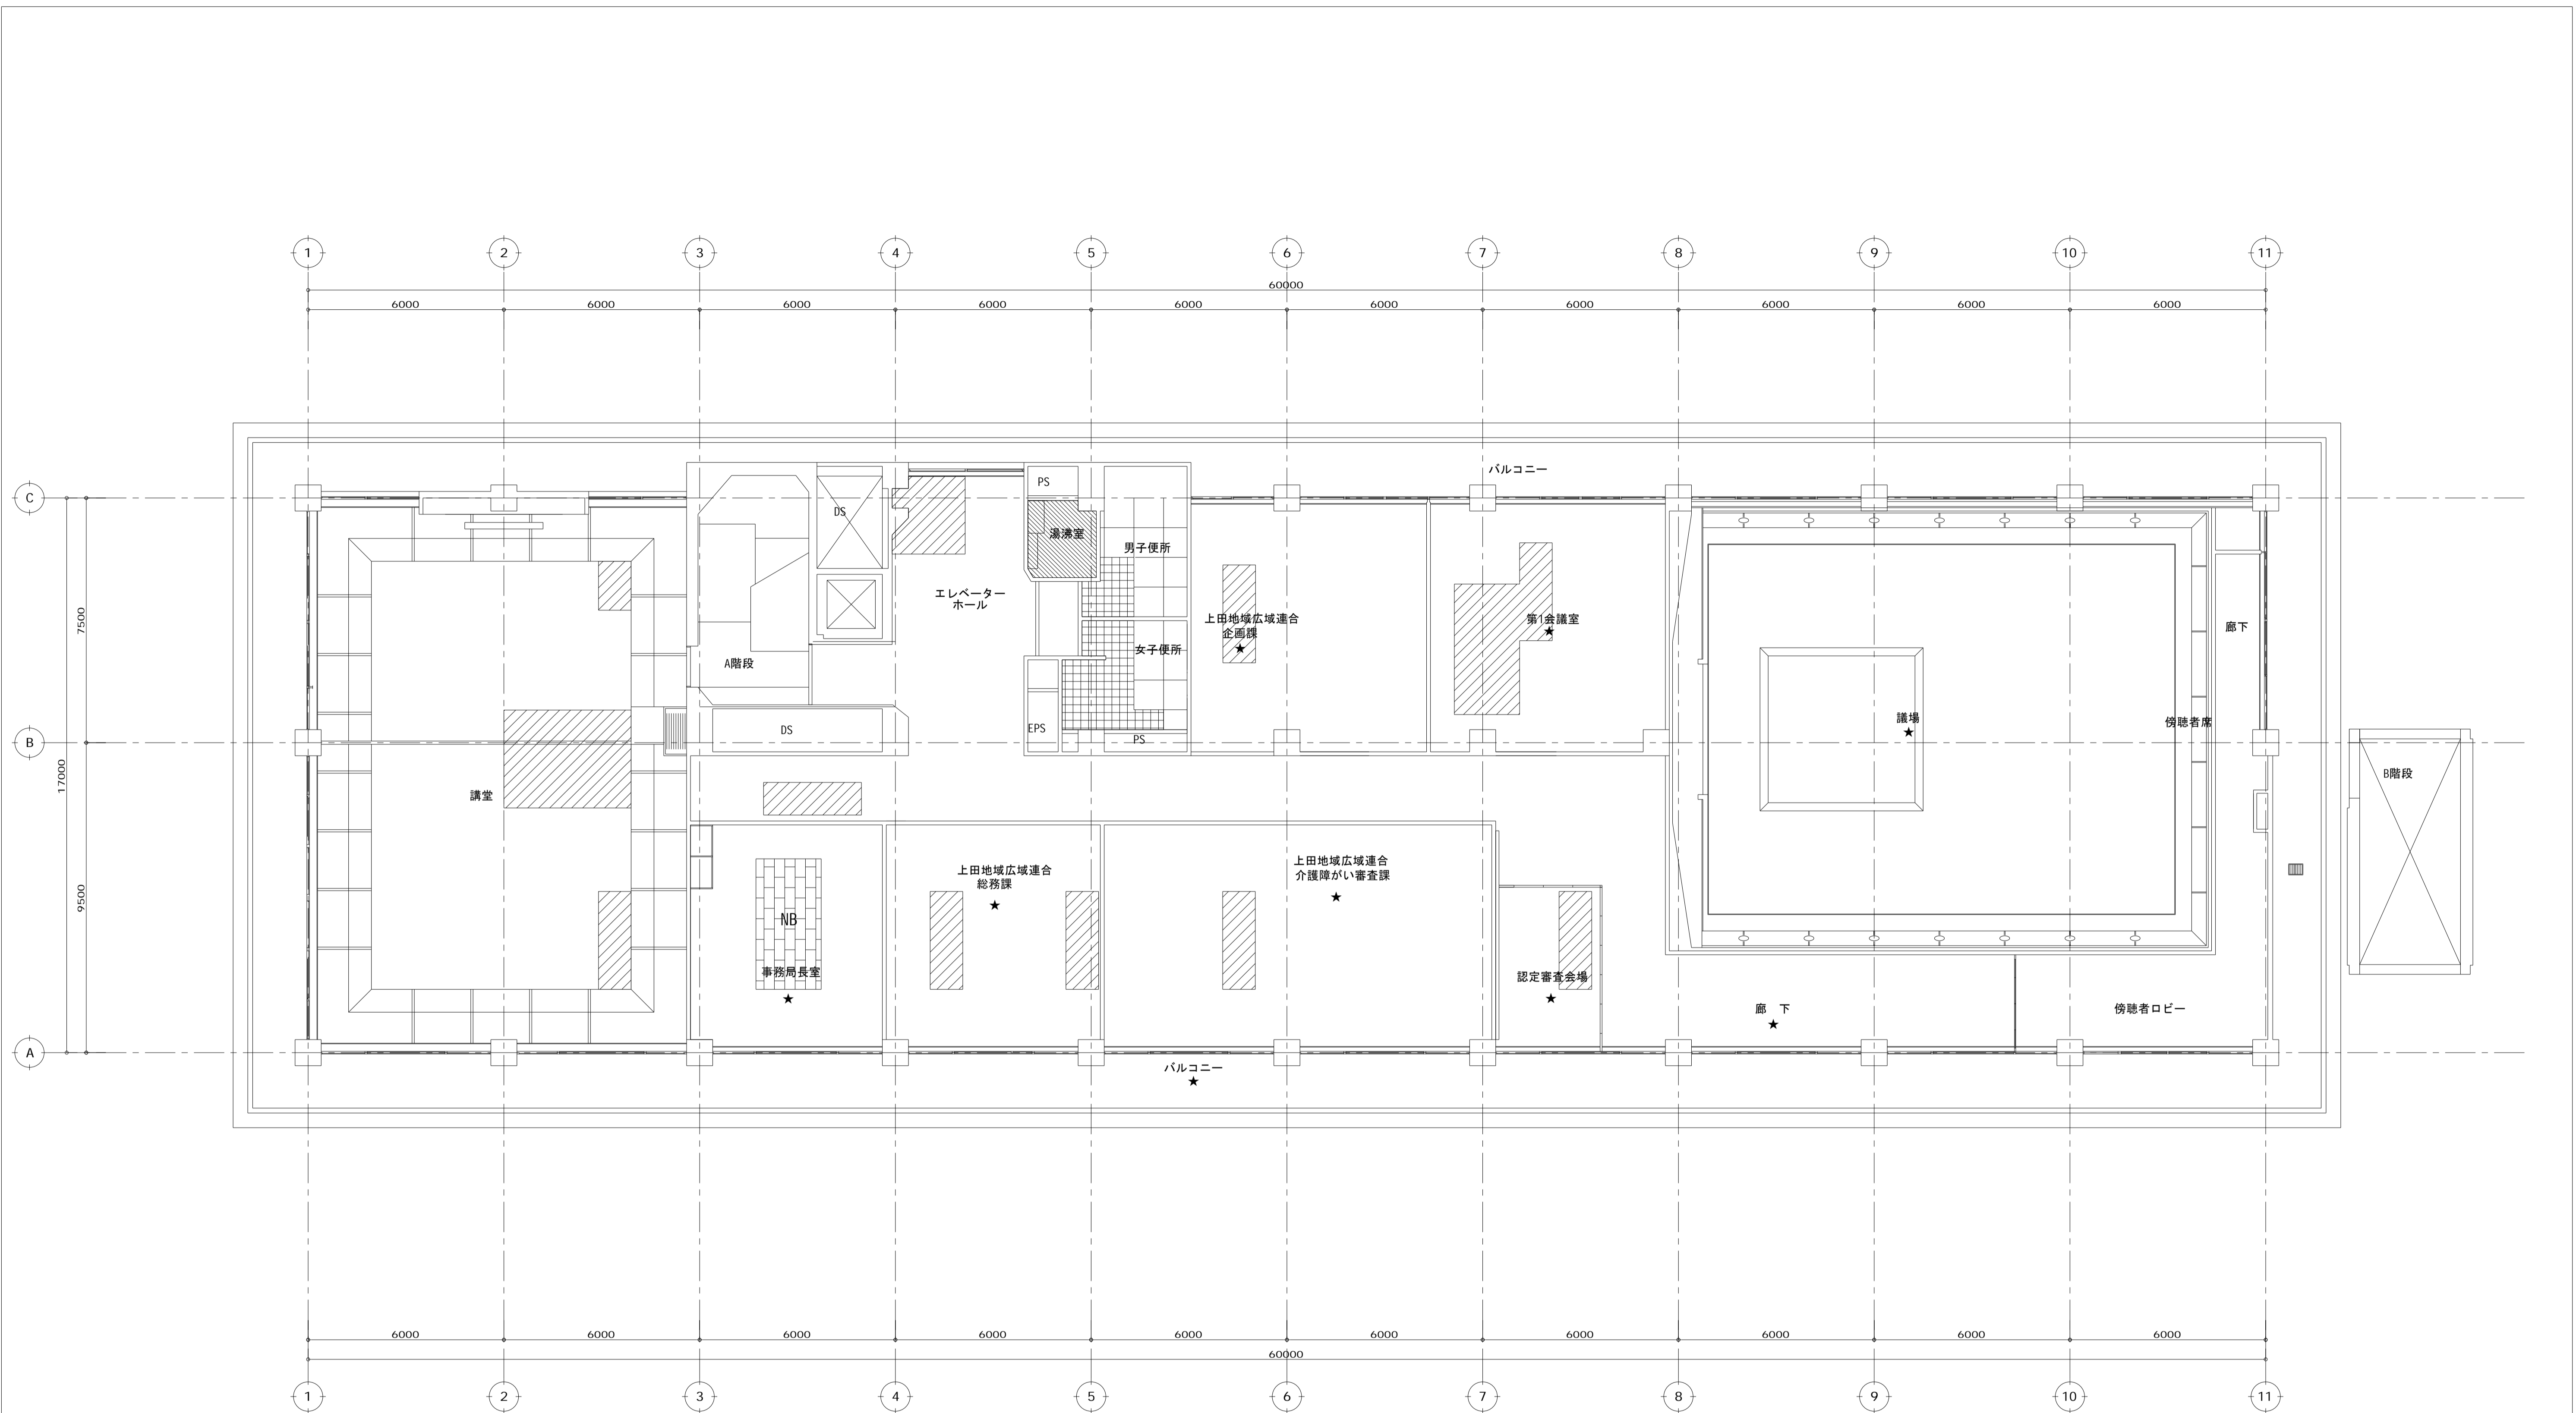 1 2 3 4 5 6 7 8 9 10 11
60000
6000 6000 6000 6000 6000 6000 6000 6000 6000 6000
バルコニー
C
PS
DS
湯沸室
男子便所
エレベーター
ホール
上田地域広域連合
企画課
★
第1会議室
★
7500
廊下
女子便所
A階段
議場
★
傍聴者席
EPS
DS
PS
B
17000
B階段
講堂
上田地域広域連合
総務課
★
上田地域広域連合
介護障がい審査課
★
9500
NB
事務局長室
★
認定審査会場
★
廊 下
★
傍聴者ロビー
A
バルコニー
★
6000 6000 6000 6000 6000 6000 6000 6000 6000 6000
60000
1 2 3 4 5 6 7 8 9 10 11